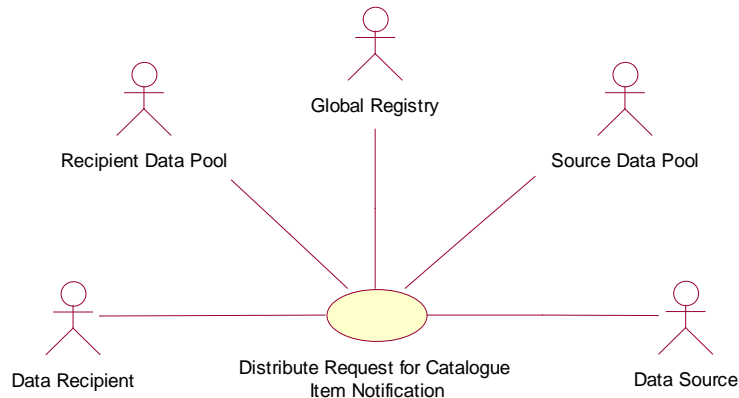 Global Registry
Recipient Data Pool
Source Data Pool
Data Recipient
Distribute Request for Catalogue
Item Notification
Data Source